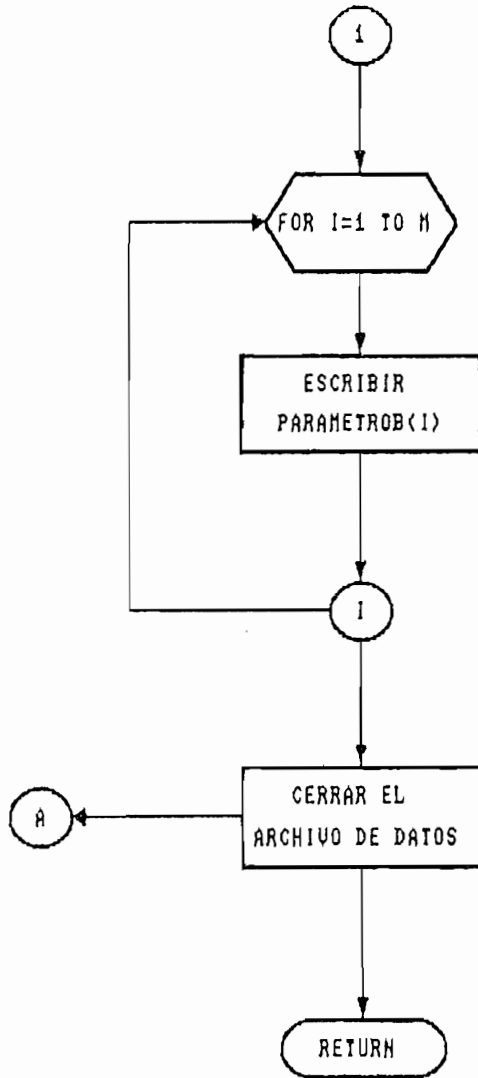 1
FOR I=1 TO M
ESCRIBIR
PARAMETROB(I)
I
CERRAR EL
ARCHIVO DE DATOS
A
RETURN